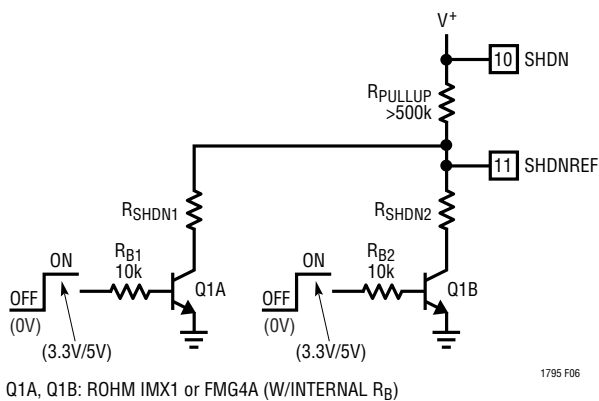 V+
10 SHDN
RPULLUP
>500k
11 SHDNREF
RSHDN1
RSHDN2
ON
RB1
10k
Q1A
OFF
(0V)
(3.3V/5V)
ON
RB2
10k
Q1B
OFF
(0V)
(3.3V/5V)
1795 F06
Q1A, Q1B: ROHM IMX1 or FMG4A (W/INTERNAL RB)